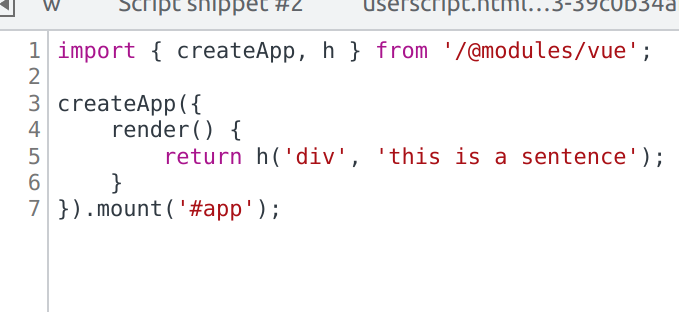 w Script snippet #2 userscript.html...3-39c0b34a
1 import { createApp, h } from '/@modules/vue';
2
3 createApp({
4     render() {
5         return h('div', 'this is a sentence');
6     }
7 }).mount('#app');